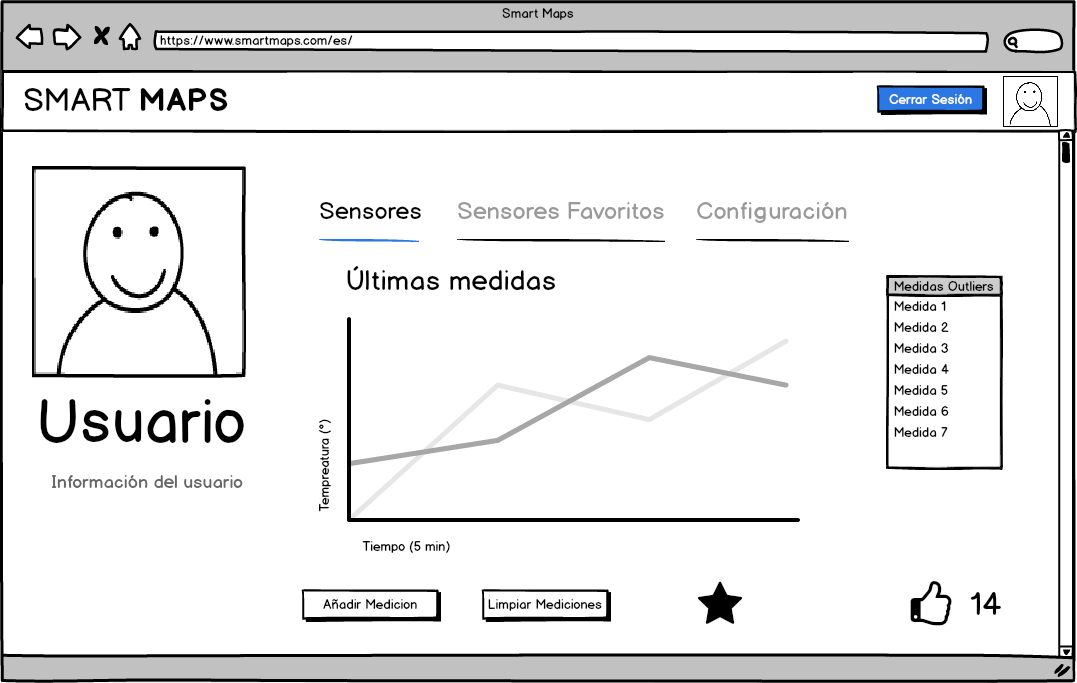 Smart Maps
https://www.smartmaps.com/es/
SMART MAPS
Cerrar Sesión
Sensores
Sensores Favoritos
Configuración
Últimas medidas
Medidas Outliers
Medida 1
Medida 2
Medida 3
Medida 4
Medida 5
Medida 6
Medida 7
Usuario
Información del usuario
Tempreatura (°)
Tiempo (5 min)
Añadir Medicion
Limpiar Mediciones
14